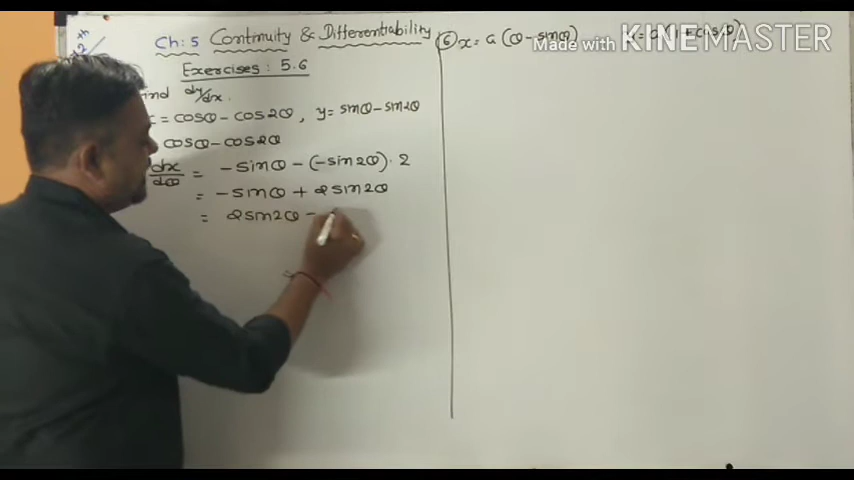 Ch: 5 Continuity & Differentiability
Exercises: 5.6
dy/dx.
= cosθ - cos2θ, y = sinθ - sin2θ
cosθ - cos2θ
dx/dθ = -sinθ - (-sin2θ)·2
= -sinθ + 2sin2θ
= 2sin2θ -
⑥ x = a (θ - sinθ)
Made with KINEMASTER